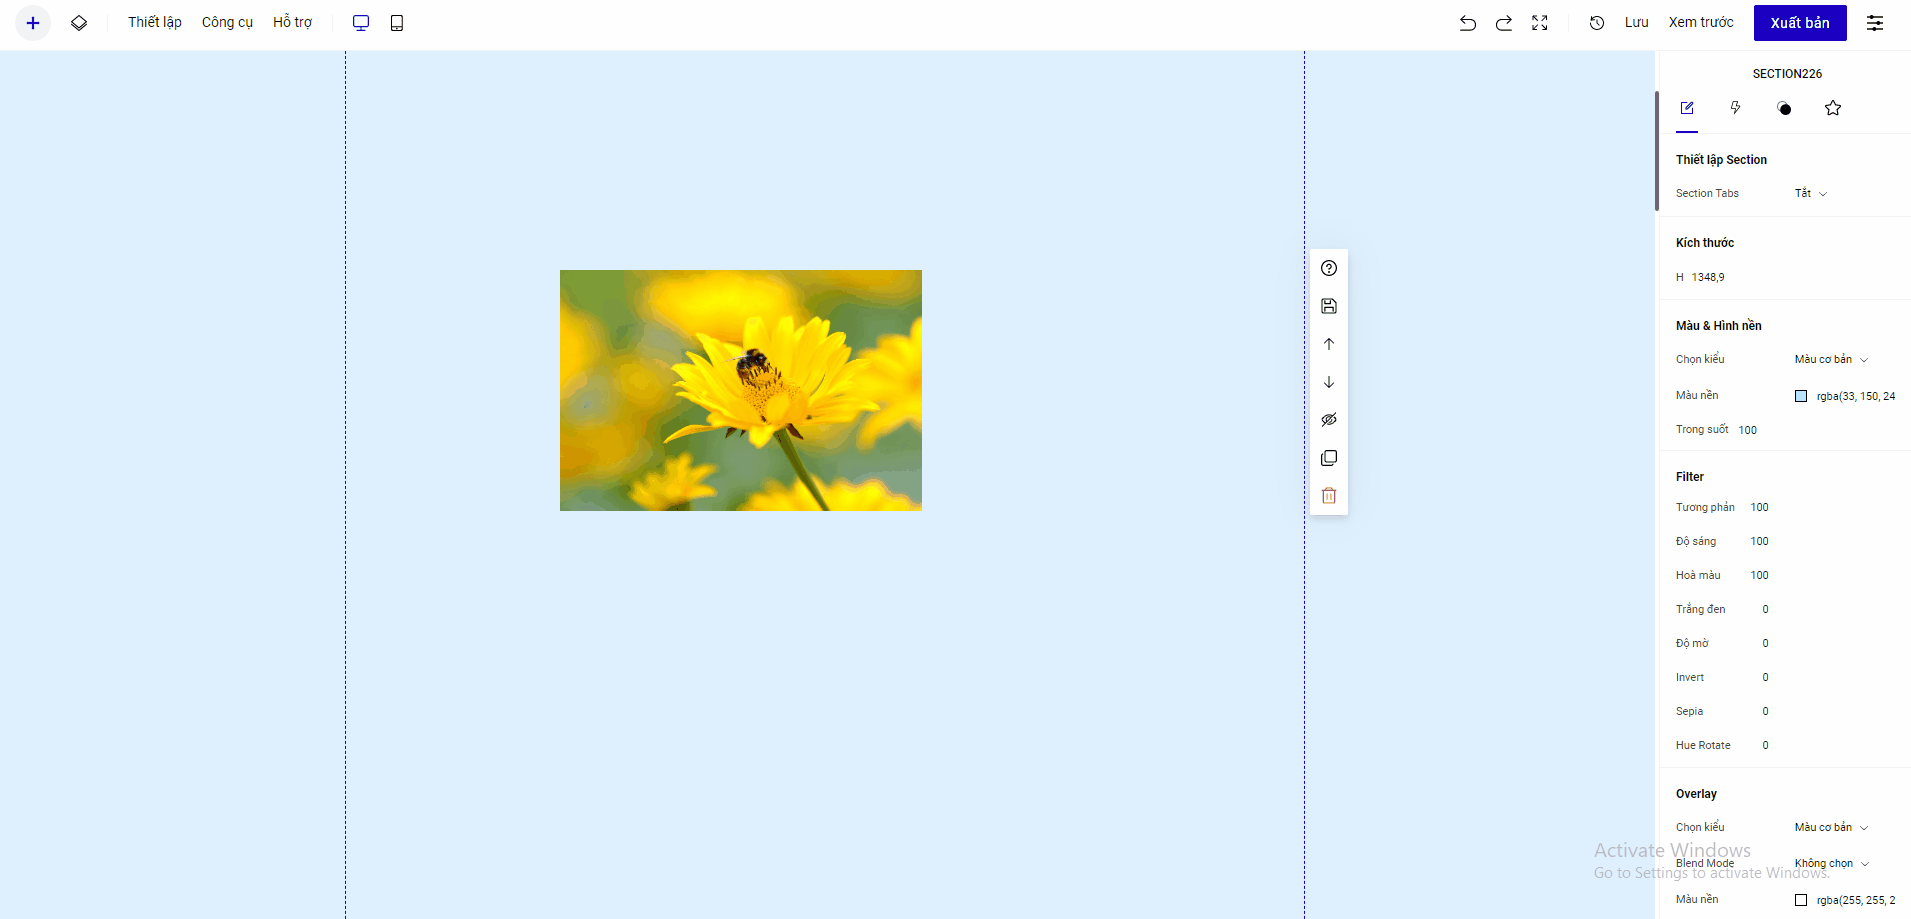 Thiết lập Công cụ Hỗ trợ Lưu Xem trước Xuất bản
SECTION226
Thiết lập Section
Section Tabs Tắt
Kích thước
H 1348,9
Màu & Hình nền
Chọn kiểu Màu cơ bản
Màu nền rgba(33, 150, 24
Trong suốt 100
Filter
Tương phản 100
Độ sáng 100
Hoà màu 100
Trắng đen 0
Độ mờ 0
Invert 0
Sepia 0
Hue Rotate 0
Overlay
Chọn kiểu Màu cơ bản
Activate Windows
Blend Mode Không chọn
Go to Settings to activate Windows.
Màu nền rgba(255, 255, 2